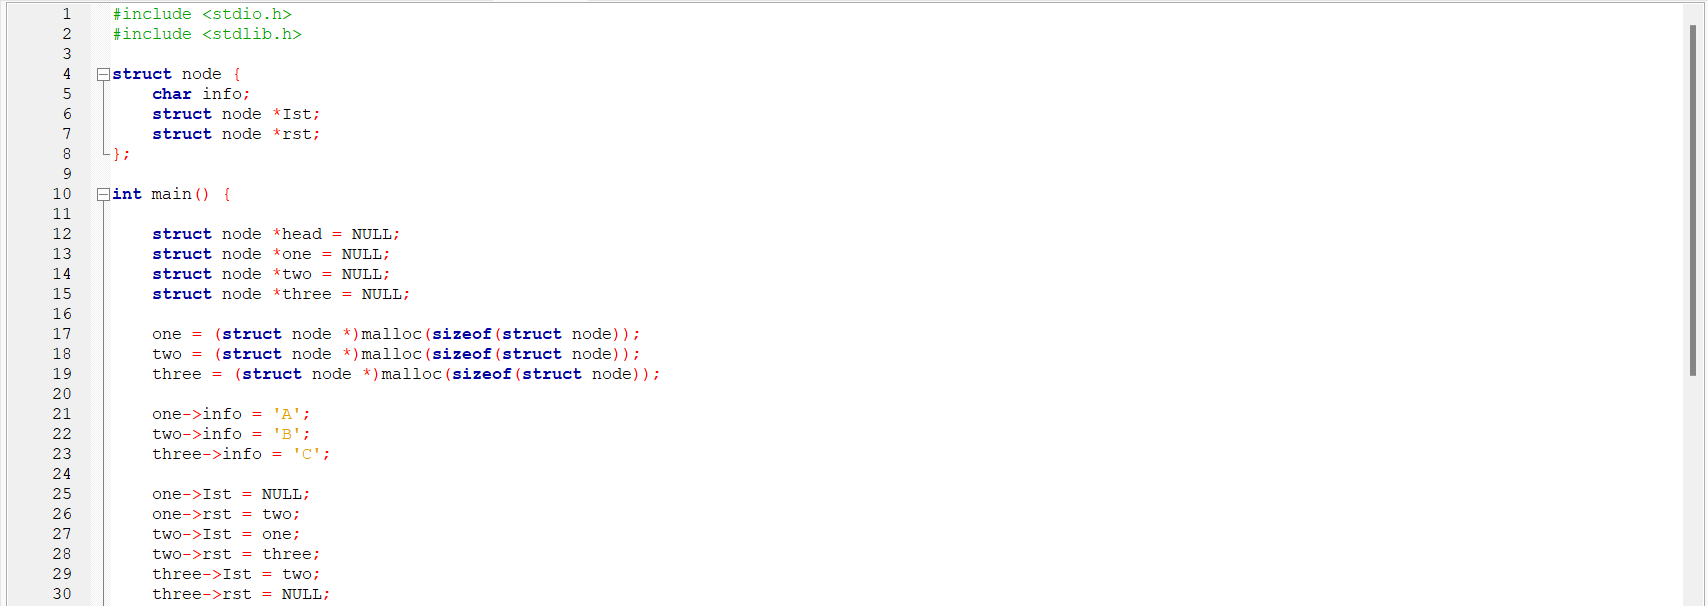 1 #include <stdio.h>
2 #include <stdlib.h>
3
4 struct node {
5     char info;
6     struct node *Ist;
7     struct node *rst;
8 };
9
10 int main() {
11
12     struct node *head = NULL;
13     struct node *one = NULL;
14     struct node *two = NULL;
15     struct node *three = NULL;
16
17     one = (struct node *)malloc(sizeof(struct node));
18     two = (struct node *)malloc(sizeof(struct node));
19     three = (struct node *)malloc(sizeof(struct node));
20
21     one->info = 'A';
22     two->info = 'B';
23     three->info = 'C';
24
25     one->Ist = NULL;
26     one->rst = two;
27     two->Ist = one;
28     two->rst = three;
29     three->Ist = two;
30     three->rst = NULL;